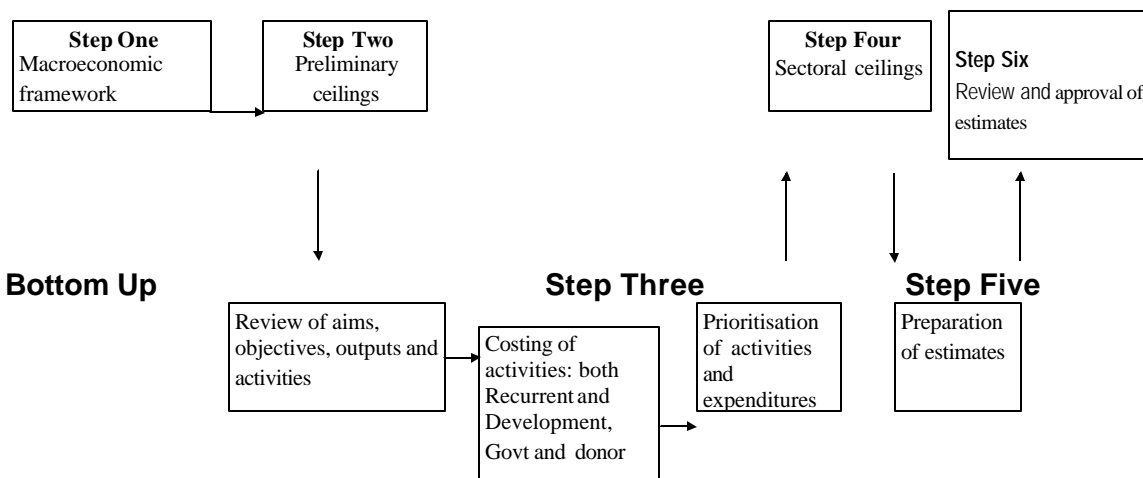 Step One
Macroeconomic
framework
Step Two
Preliminary
ceilings
Step Four
Sectoral ceilings
Step Six
Review and approval of
estimates
Bottom Up
Step Three
Step Five
Review of aims,
objectives, outputs and
activities
Costing of
activities: both
Recurrent and
Development,
Govt and donor
Prioritisation
of activities
and
expenditures
Preparation
of estimates